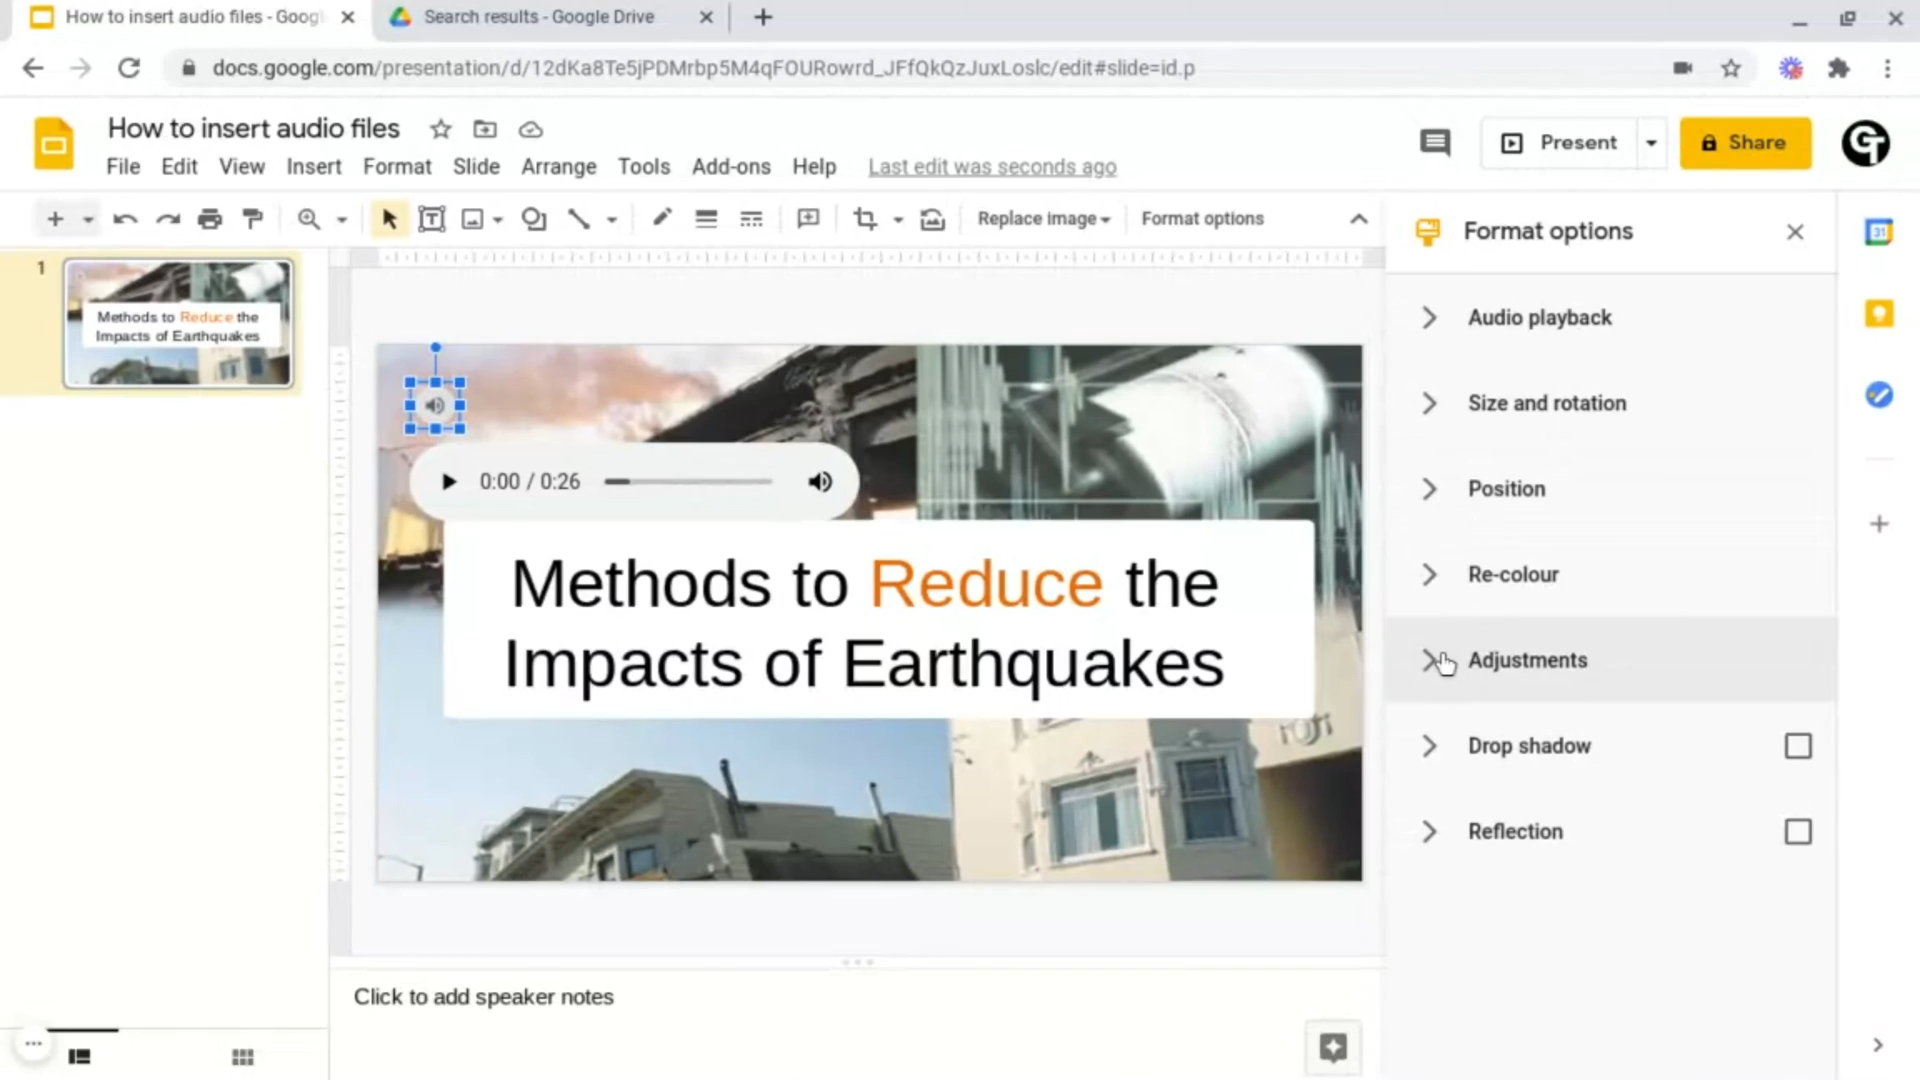 How to insert audio files - Goog
Search results - Google Drive
docs.google.com/presentation/d/12dKa8Te5jPDMrbp5M4qFOURowrd_JFfQkQzJuxLoslc/edit#slide=id.p
How to insert audio files
Present
Share
GT
File Edit View Insert Format Slide Arrange Tools Add-ons Help Last edit was seconds ago
Replace image Format options
Format options
31
1
Methods to Reduce the
Impacts of Earthquakes
Audio playback
Size and rotation
Position
Re-colour
Adjustments
Drop shadow
Reflection
0:00 / 0:26
Methods to Reduce the
Impacts of Earthquakes
Click to add speaker notes